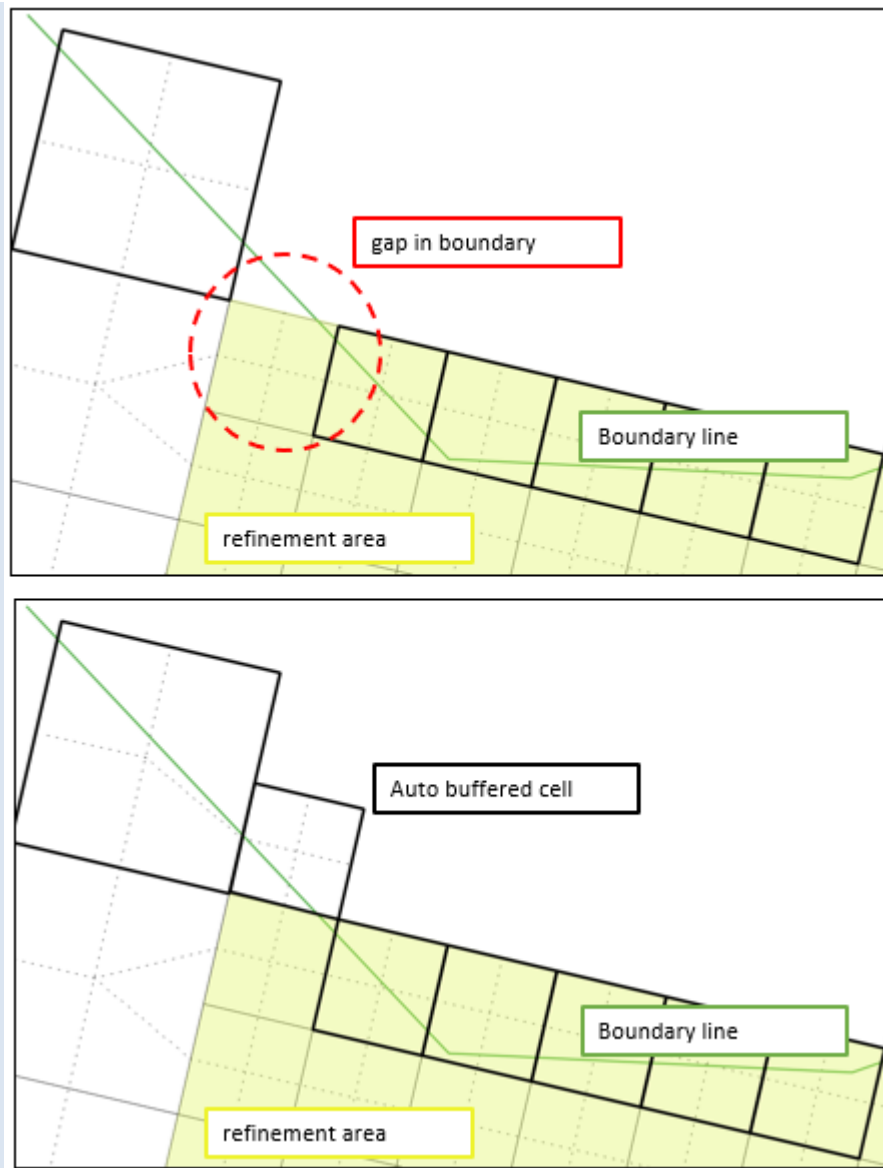 gap in boundary
Boundary line
refinement area
Auto buffered cell
Boundary line
refinement area